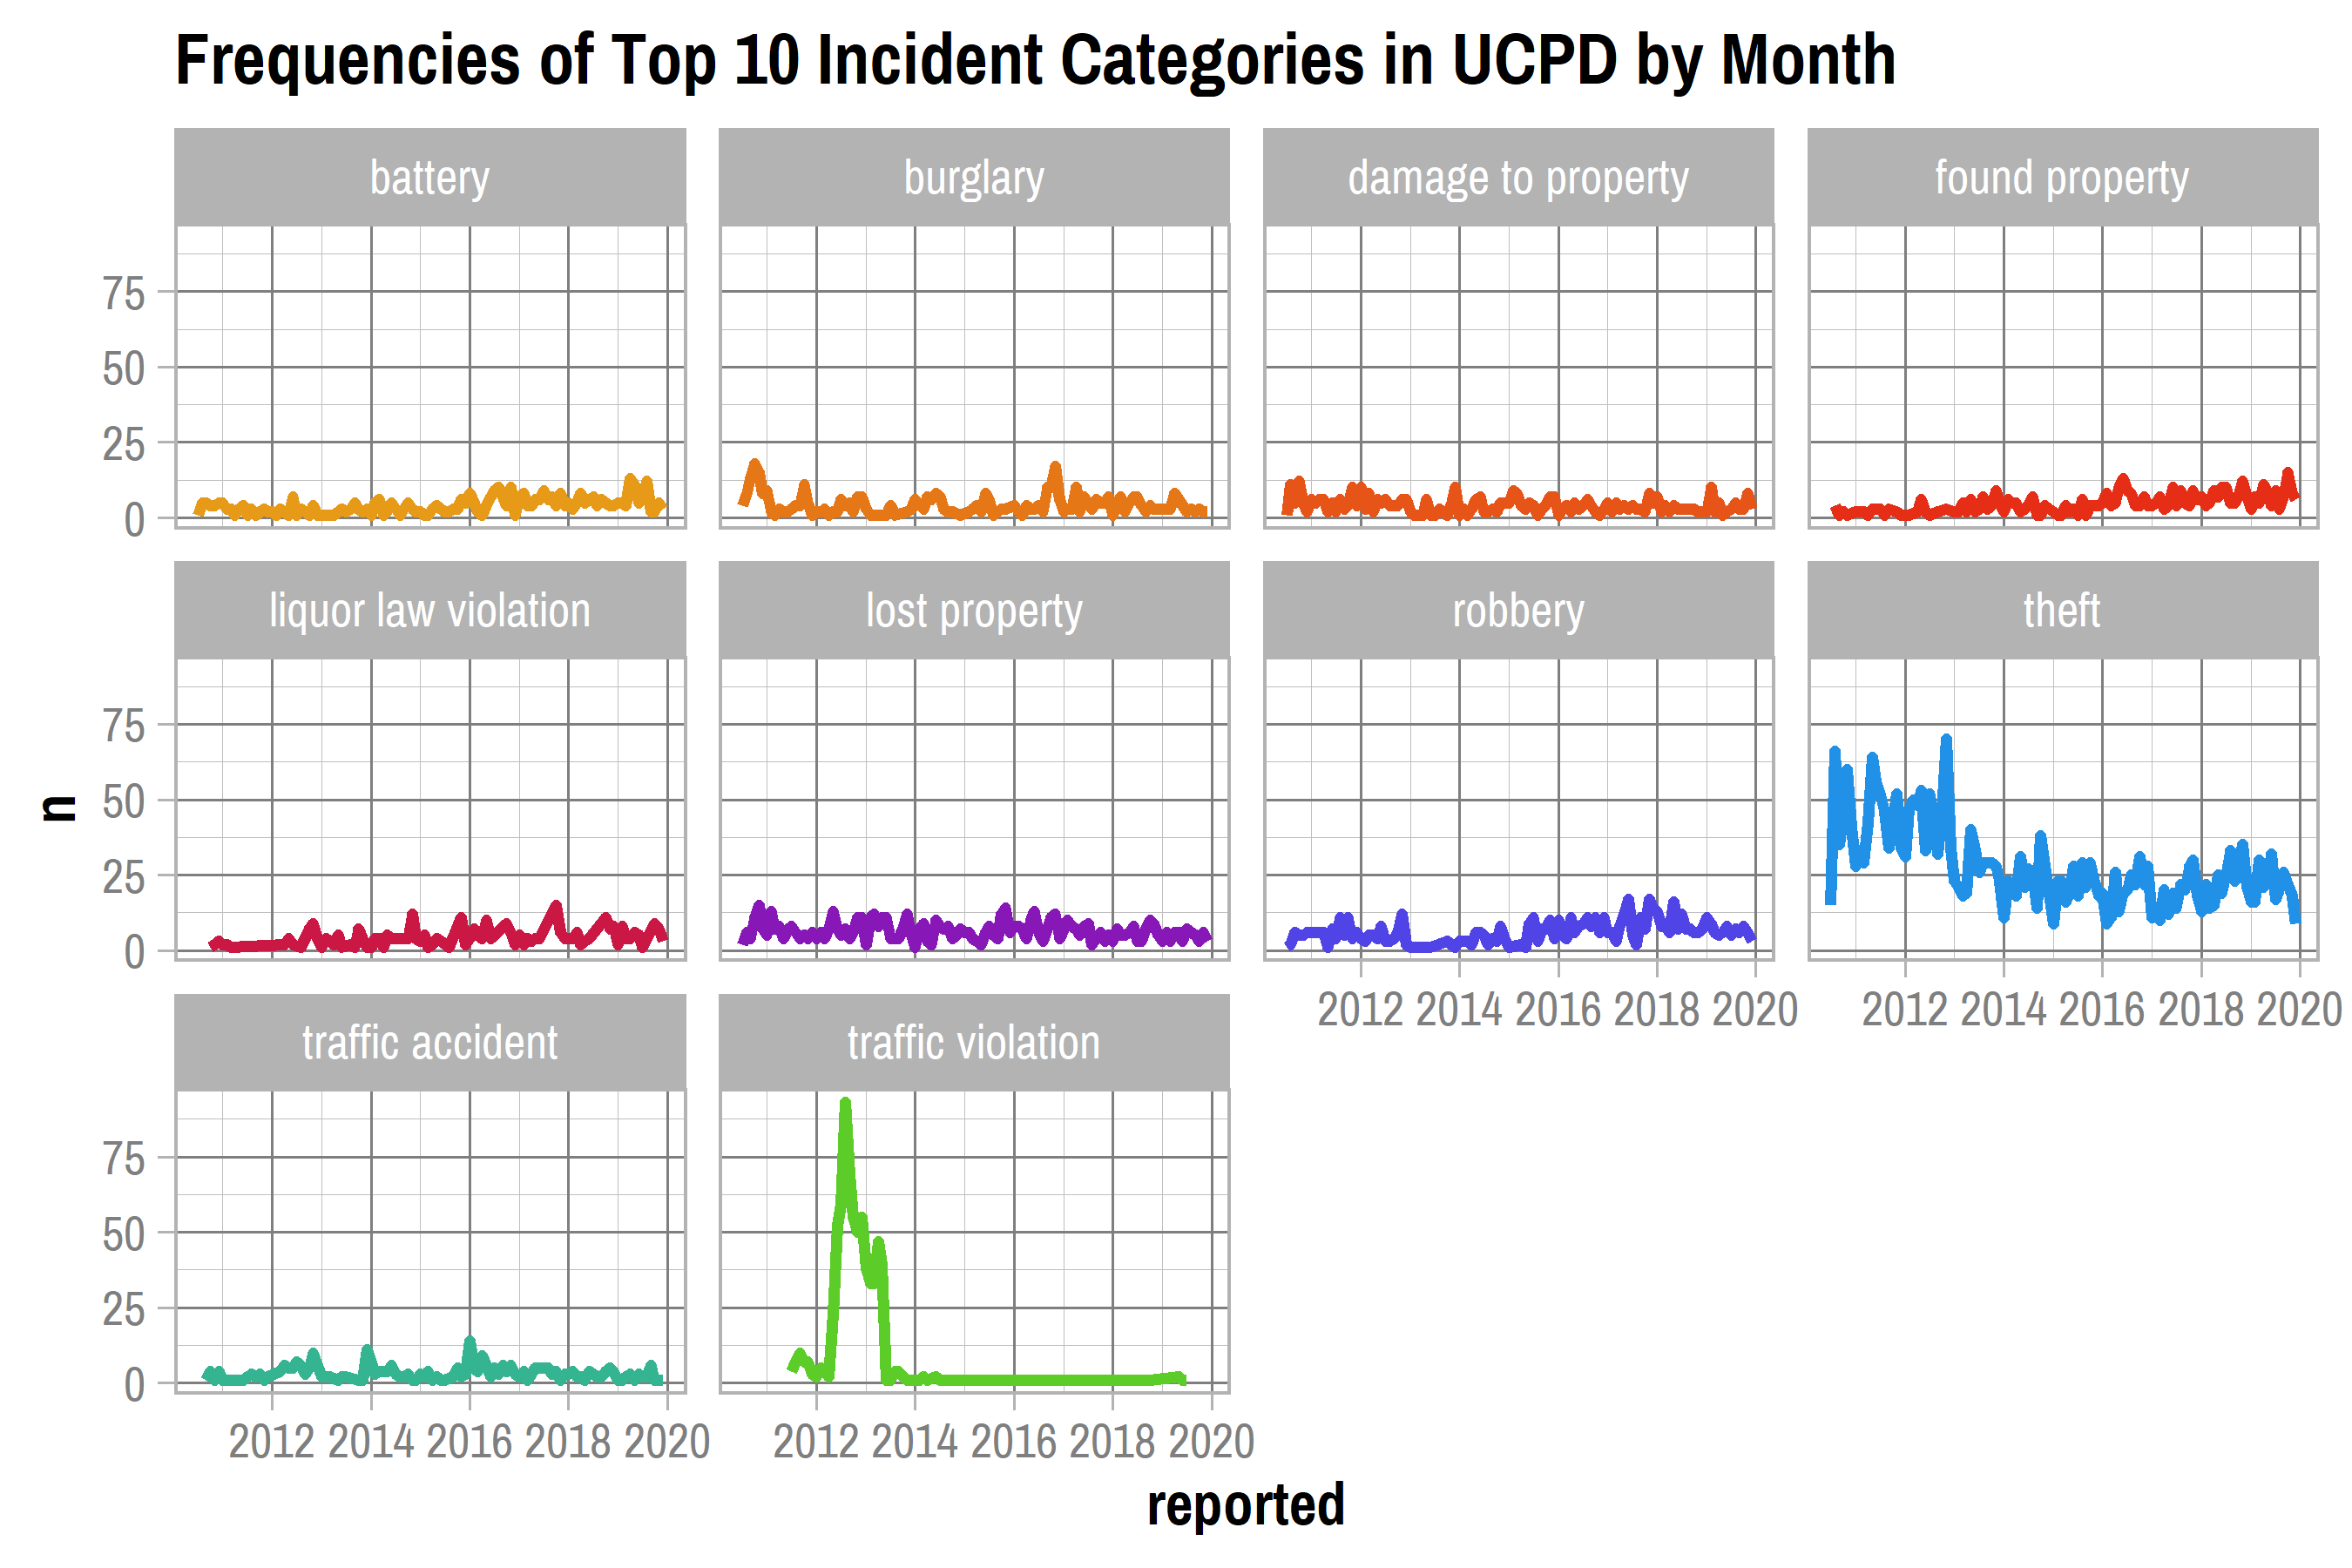 Frequencies of Top 10 Incident Categories in UCPD by Month
battery
burglary
damage to property
found property
75
50
25
0
liquor law violation
lost property
robbery
theft
75
50
25
0
n
2012 2014 2016 2018 2020
2012 2014 2016 2018 2020
traffic accident
traffic violation
75
50
25
0
2012 2014 2016 2018 2020
2012 2014 2016 2018 2020
reported